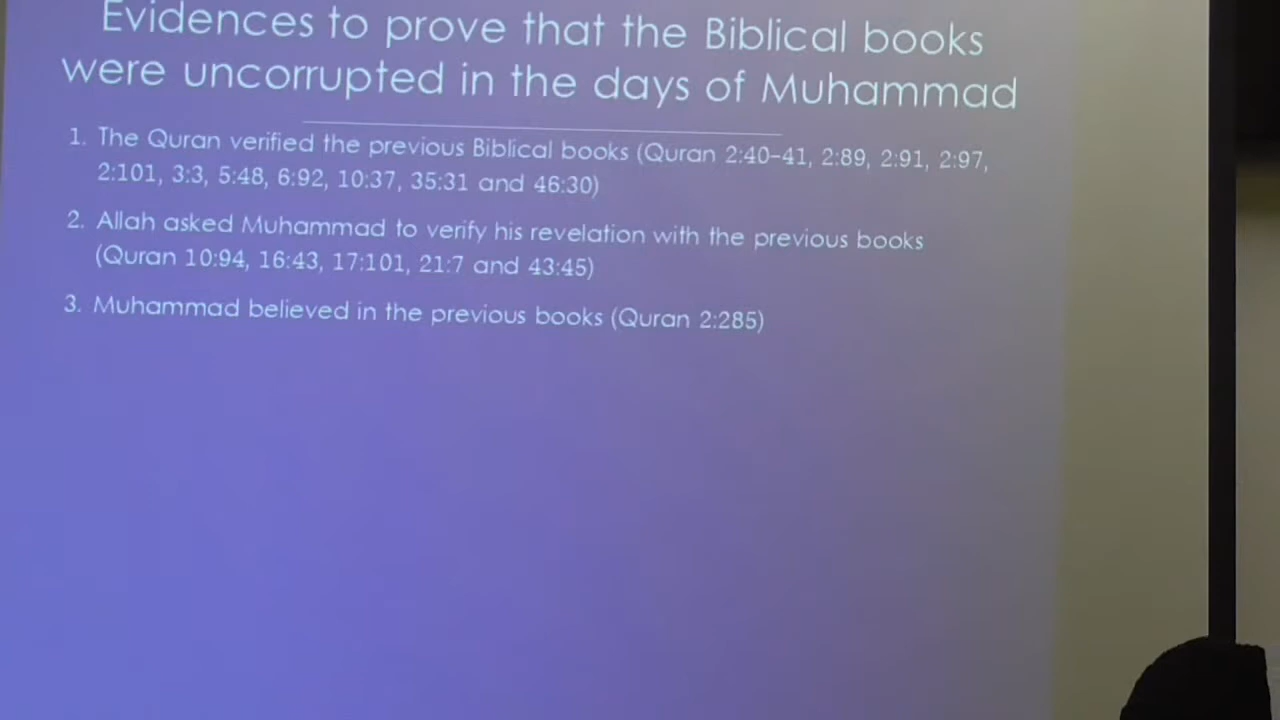 Evidences to prove that the Biblical books
were uncorrupted in the days of Muhammad
1. The Quran verified the previous Biblical books (Quran 2:40-41, 2:89, 2:91, 2:97,
2:101, 3:3, 5:48, 6:92, 10:37, 35:31 and 46:30)
2. Allah asked Muhammad to verify his revelation with the previous books
(Quran 10:94, 16:43, 17:101, 21:7 and 43:45)
3. Muhammad believed in the previous books (Quran 2:285)